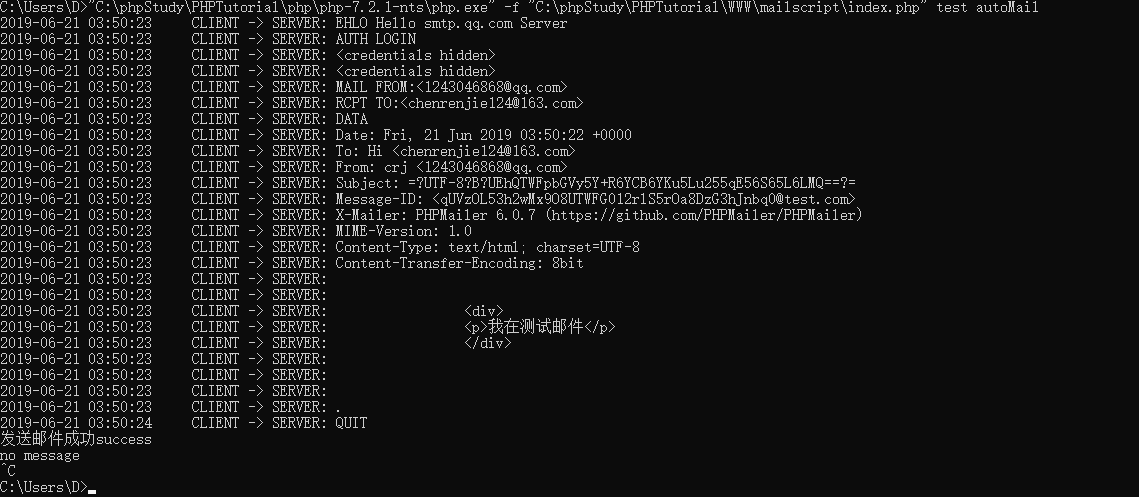 C:\Users\D>"C:\phpStudy\PHPTutorial\php\php-7.2.1-nts\php.exe" -f "C:\phpStudy\PHPTutorial\WWW\mailscript\index.php" test autoMail
2019-06-21 03:50:23 CLIENT -> SERVER: EHLO Hello smtp.qq.com Server
2019-06-21 03:50:23 CLIENT -> SERVER: AUTH LOGIN
2019-06-21 03:50:23 CLIENT -> SERVER: <credentials hidden>
2019-06-21 03:50:23 CLIENT -> SERVER: <credentials hidden>
2019-06-21 03:50:23 CLIENT -> SERVER: MAIL FROM:<1243046868@qq.com>
2019-06-21 03:50:23 CLIENT -> SERVER: RCPT TO:<chenrenjie124@163.com>
2019-06-21 03:50:23 CLIENT -> SERVER: DATA
2019-06-21 03:50:23 CLIENT -> SERVER: Date: Fri, 21 Jun 2019 03:50:22 +0000
2019-06-21 03:50:23 CLIENT -> SERVER: To: Hi <chenrenjie124@163.com>
2019-06-21 03:50:23 CLIENT -> SERVER: From: crj <1243046868@qq.com>
2019-06-21 03:50:23 CLIENT -> SERVER: Subject: =?UTF-8?B?UEhQTWFpbGVy5Y+R6YCB6YKu5Lu255qE56S65L6LMQ==?=
2019-06-21 03:50:23 CLIENT -> SERVER: Message-ID: <qUVzOL53h2wMx9O8UTWFG012r1S5rOa8DzG3hJnbq0@test.com>
2019-06-21 03:50:23 CLIENT -> SERVER: X-Mailer: PHPMailer 6.0.7 (https://github.com/PHPMailer/PHPMailer)
2019-06-21 03:50:23 CLIENT -> SERVER: MIME-Version: 1.0
2019-06-21 03:50:23 CLIENT -> SERVER: Content-Type: text/html; charset=UTF-8
2019-06-21 03:50:23 CLIENT -> SERVER: Content-Transfer-Encoding: 8bit
2019-06-21 03:50:23 CLIENT -> SERVER:
2019-06-21 03:50:23 CLIENT -> SERVER:
2019-06-21 03:50:23 CLIENT -> SERVER: <div>
2019-06-21 03:50:23 CLIENT -> SERVER: <p>我在测试邮件</p>
2019-06-21 03:50:23 CLIENT -> SERVER: </div>
2019-06-21 03:50:23 CLIENT -> SERVER:
2019-06-21 03:50:23 CLIENT -> SERVER:
2019-06-21 03:50:23 CLIENT -> SERVER: .
2019-06-21 03:50:24 CLIENT -> SERVER: QUIT
发送邮件成功success
no message
^C
C:\Users\D>